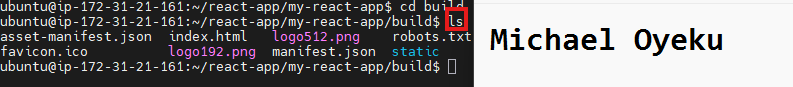 ubuntu@ip-172-31-21-161:~/react-app/my-react-app$ cd build
ubuntu@ip-172-31-21-161:~/react-app/my-react-app/build$ ls
asset-manifest.json index.html logo512.png robots.txt
favicon.ico logo192.png manifest.json static
ubuntu@ip-172-31-21-161:~/react-app/my-react-app/build$
Michael Oyeku